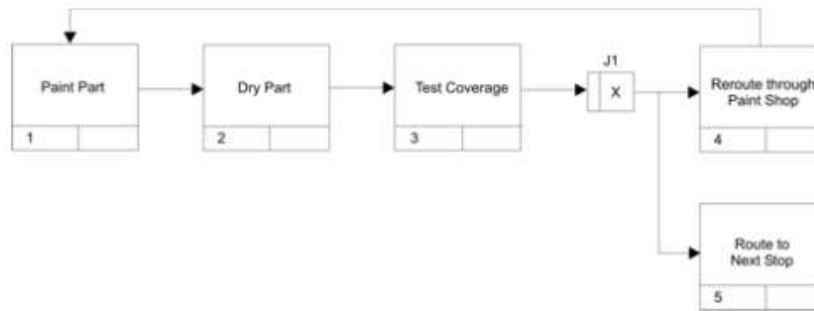 J1
Paint Part
Dry Part
Test Coverage
X
Reroute through
Paint Shop
1
2
3
4
Route to
Next Stop
5